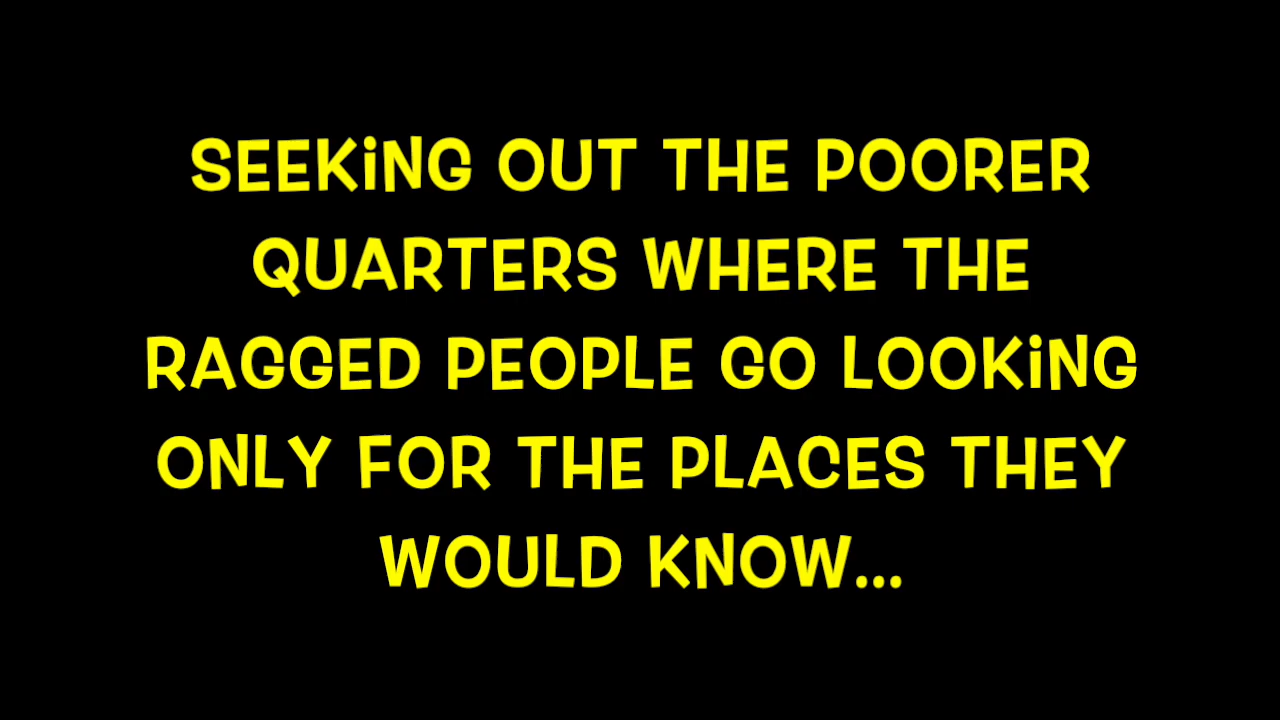 SEEKiNG OUT THE POORER
QUARTERS WHERE THE
RAGGED PEOPLE GO LOOKiNG
ONLY FOR THE PLACES THEY
WOULD KNOW...